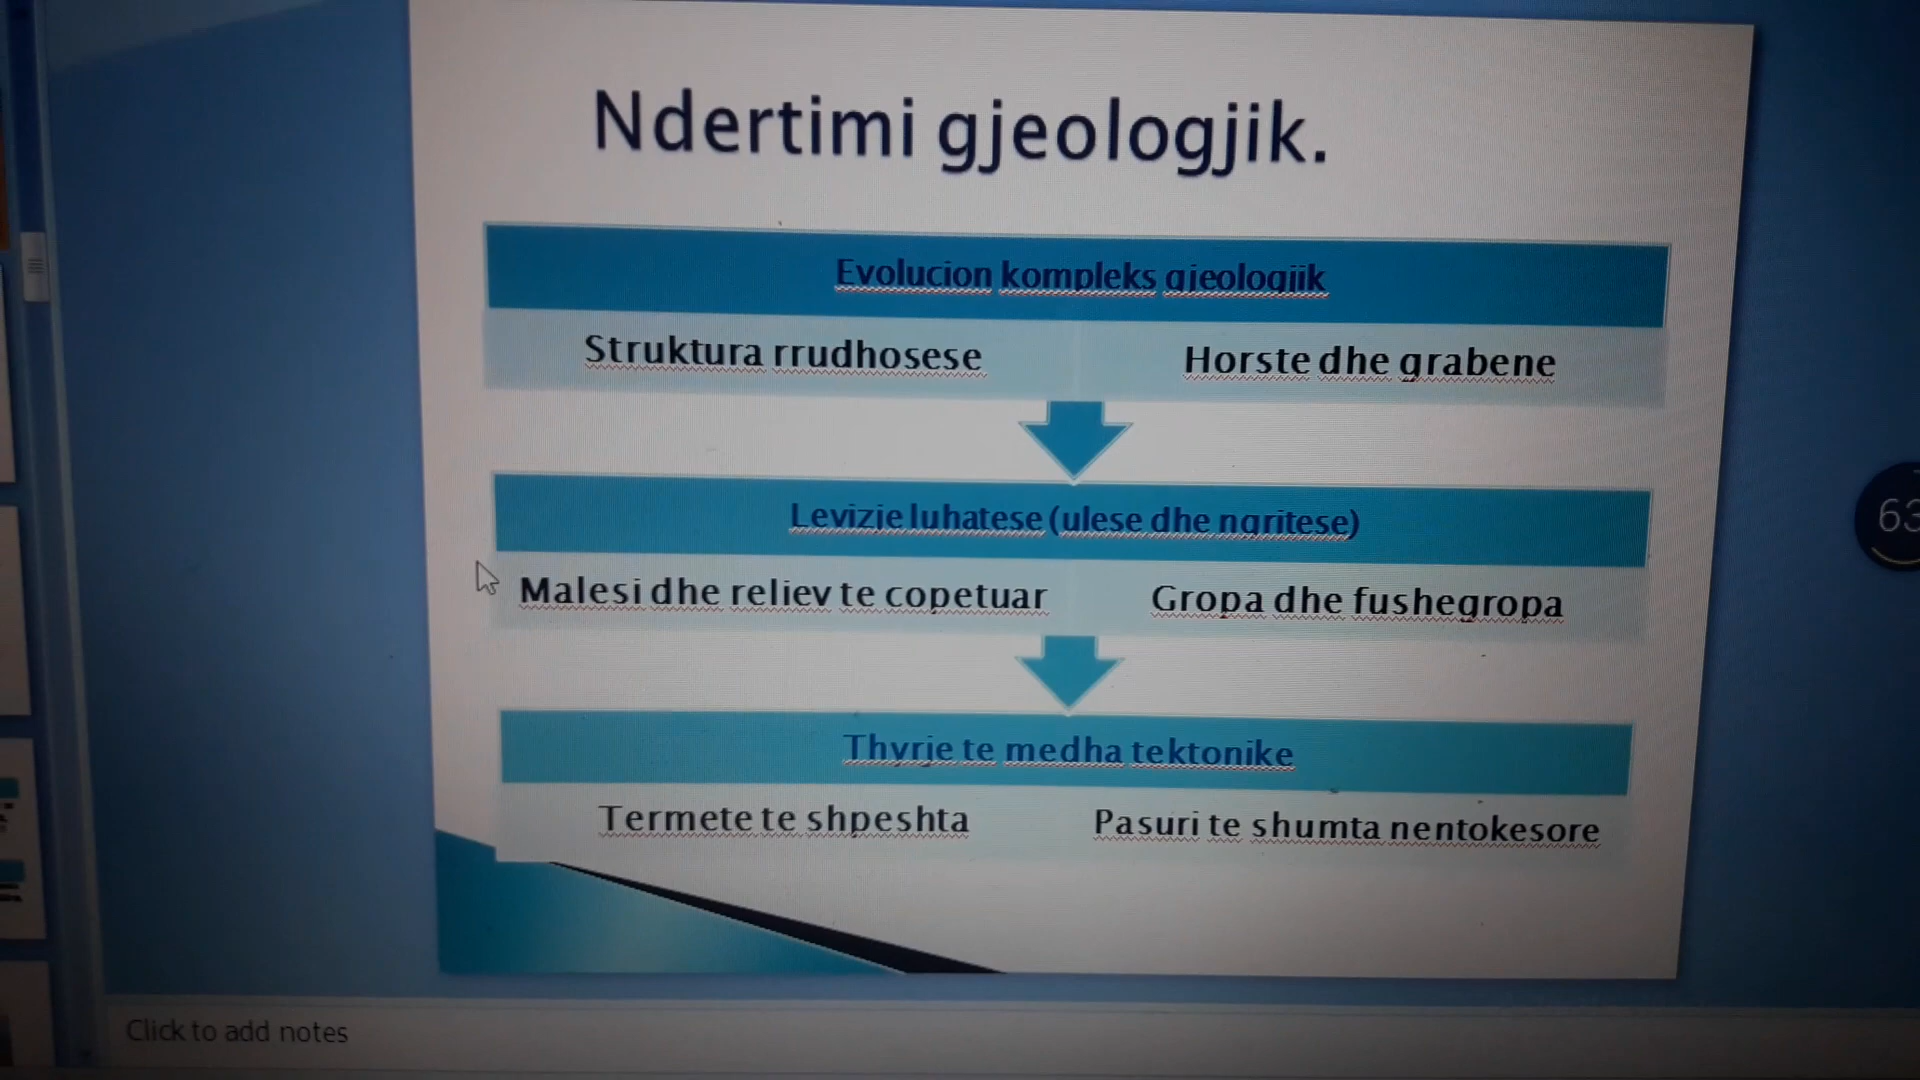 Ndertimi gjeologjik.
Evolucion kompleks gjeologjik
Struktura rrudhosese
Horste dhe grabene
Levizje luhatese (ulese dhe ngritese)
Malesi dhe reliev te copetuar
Gropa dhe fushegropa
Thyrje te medha tektonike
Termete te shpeshta
Pasuri te shumta nentokesore
63
Click to add notes